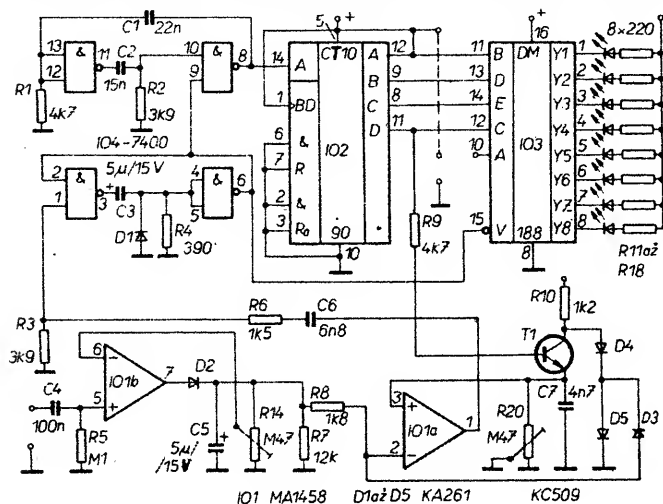 C1 22n
5 +
+
8×220
16
13 & 11 C2 10 & 8 14 A CT10 A 12 11 B DM Y1 1
12 15n 9 B 9 13 D Y2 2
R1 4k7 R2 3k9 1 BD C 8 14 E Y3 3
IO4-7400 6 & D 11 12 C IO3 Y4 4
5µ/15V 7 R IO2 10 A Y5 5
2 & + 4 & 6 2 & R9 4k7 Y6 6
1 3 C3 5 3 R9 15 V Y7 7
D1 R4 390 90 188 Y8 8
10 8 R11až R18
R3 3k9 R6 1k5 C6 6n8 R10 1k2
T1 D4
6 − 7 D2 R8 1k8 3 + 1 C7 4n7
C4 100n 5 + IO1b R14 M47 R7 12k 2 − IO1a R20 M47 D5 D3
R5 M1 C5 5µ/ /15V +
IO1 MA1458 D1až D5 KA261 KC509